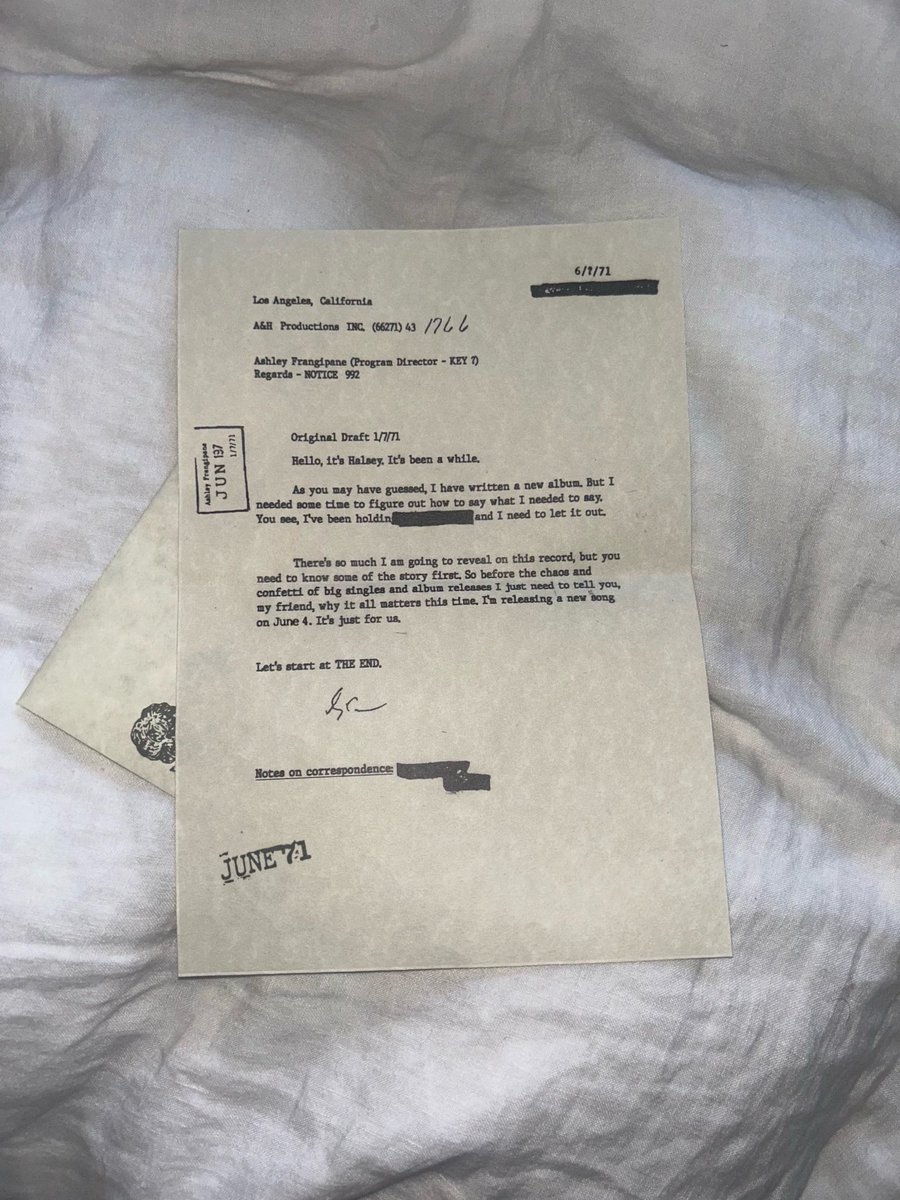 6/?/71
Los Angeles, California
A&H Productions INC. (66271) 43 1766
Ashley Frangipane (Program Director - KEY ?)
Regards - NOTICE 992
Ashley Frangipane
JUN 197
1/7/71
Original Draft 1/7/71
Hello, it's Halsey. It's been a while.
As you may have guessed, I have written a new album. But I
needed some time to figure out how to say what I needed to say.
You see, I've been holdin and I need to let it out.
There's so much I am going to reveal on this record, but you
need to know some of the story first. So before the chaos and
confetti of big singles and album releases I just need to tell you,
my friend, why it all matters this time. I'm releasing a new song
on June 4. It's just for us.
Let's start at THE END.
Notes on correspondence:
JUNE 71